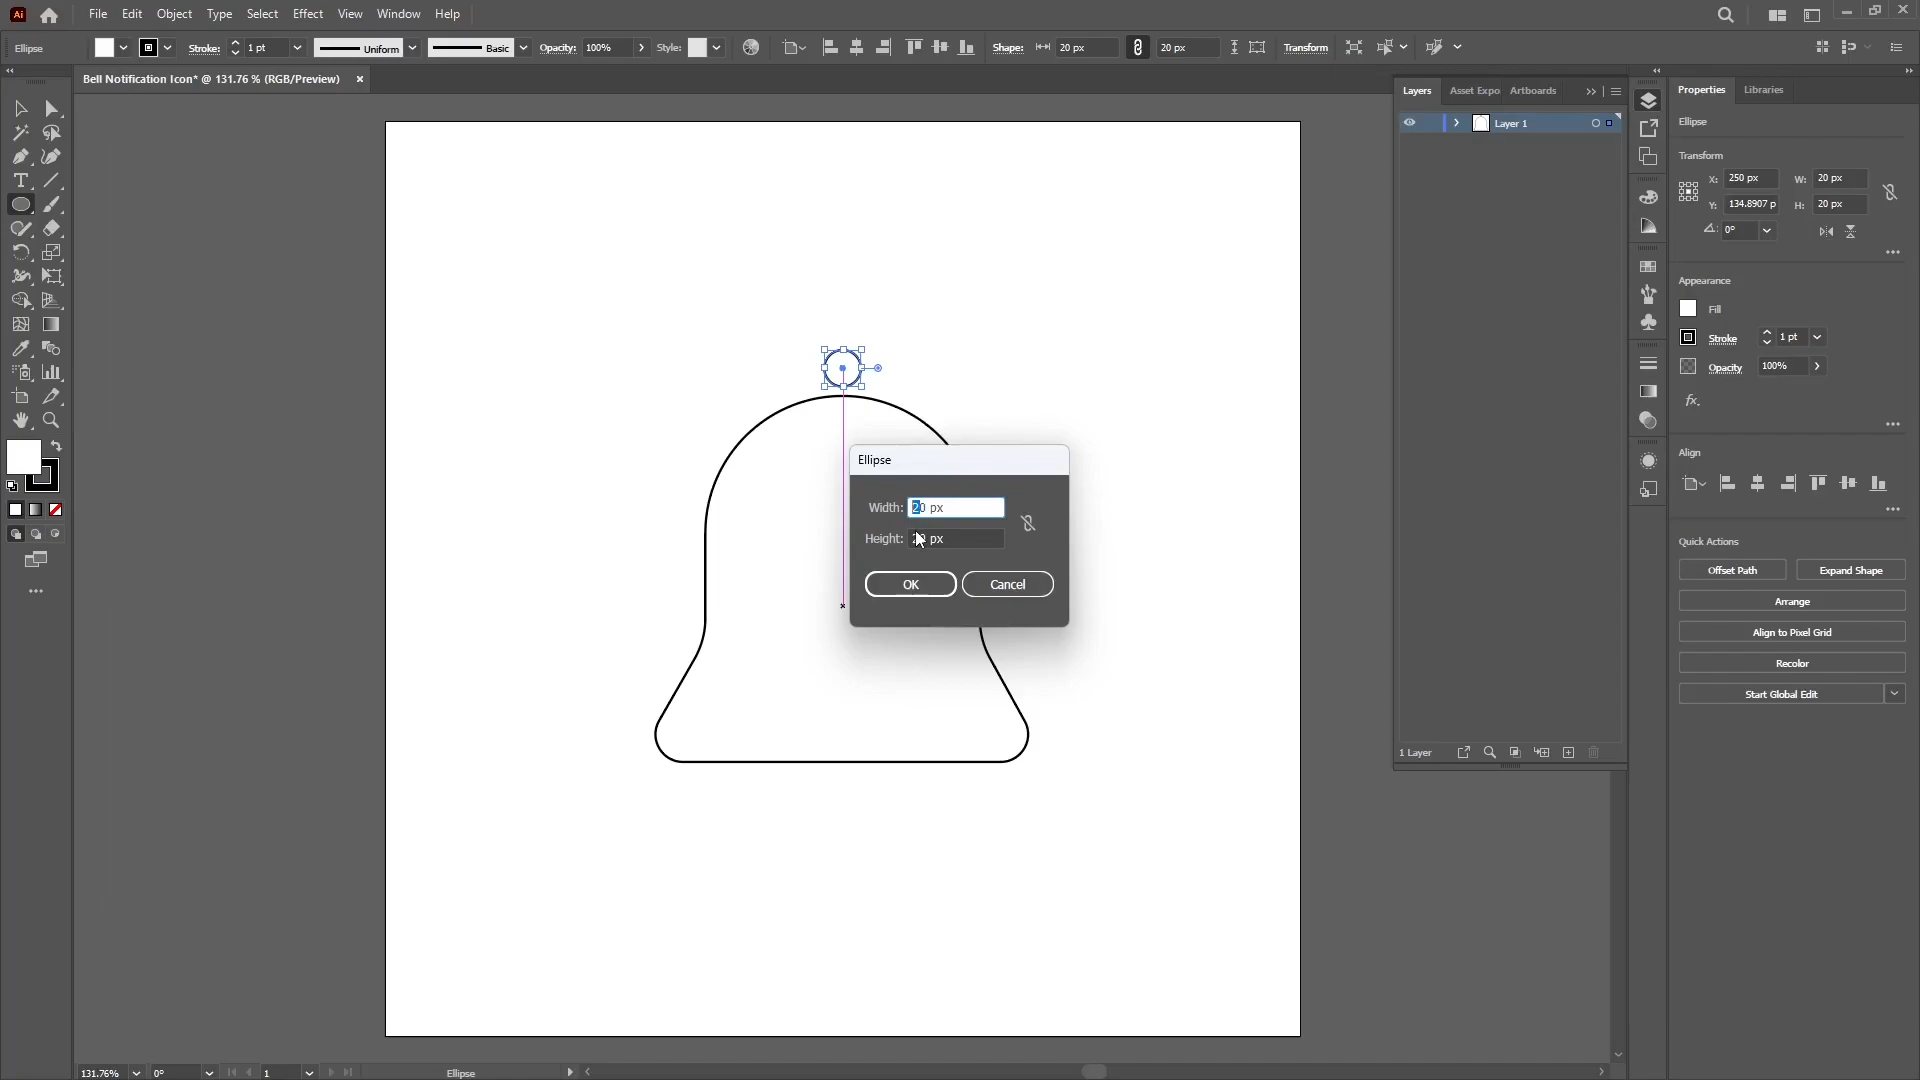 Ai File Edit Object Type Select Effect View Window Help
Ellipse Stroke: 1 pt Uniform Basic Opacity: 100% Style: Shape: 20 px 20 px Transform
Bell Notification Icon* @ 131.76 % (RGB/Preview)
Layers Asset Expo Artboards
Layer 1
1 Layer
Properties Libraries
Ellipse
Transform
X: 250 px W: 20 px
Y: 134.8907 p H: 20 px
0°
Appearance
Fill
Stroke 1 pt
Opacity 100%
fx.
Align
Quick Actions
Offset Path Expand Shape
Arrange
Align to Pixel Grid
Recolor
Start Global Edit
Ellipse
Width: 20 px
Height: px
OK Cancel
131.76% 0° 1 Ellipse